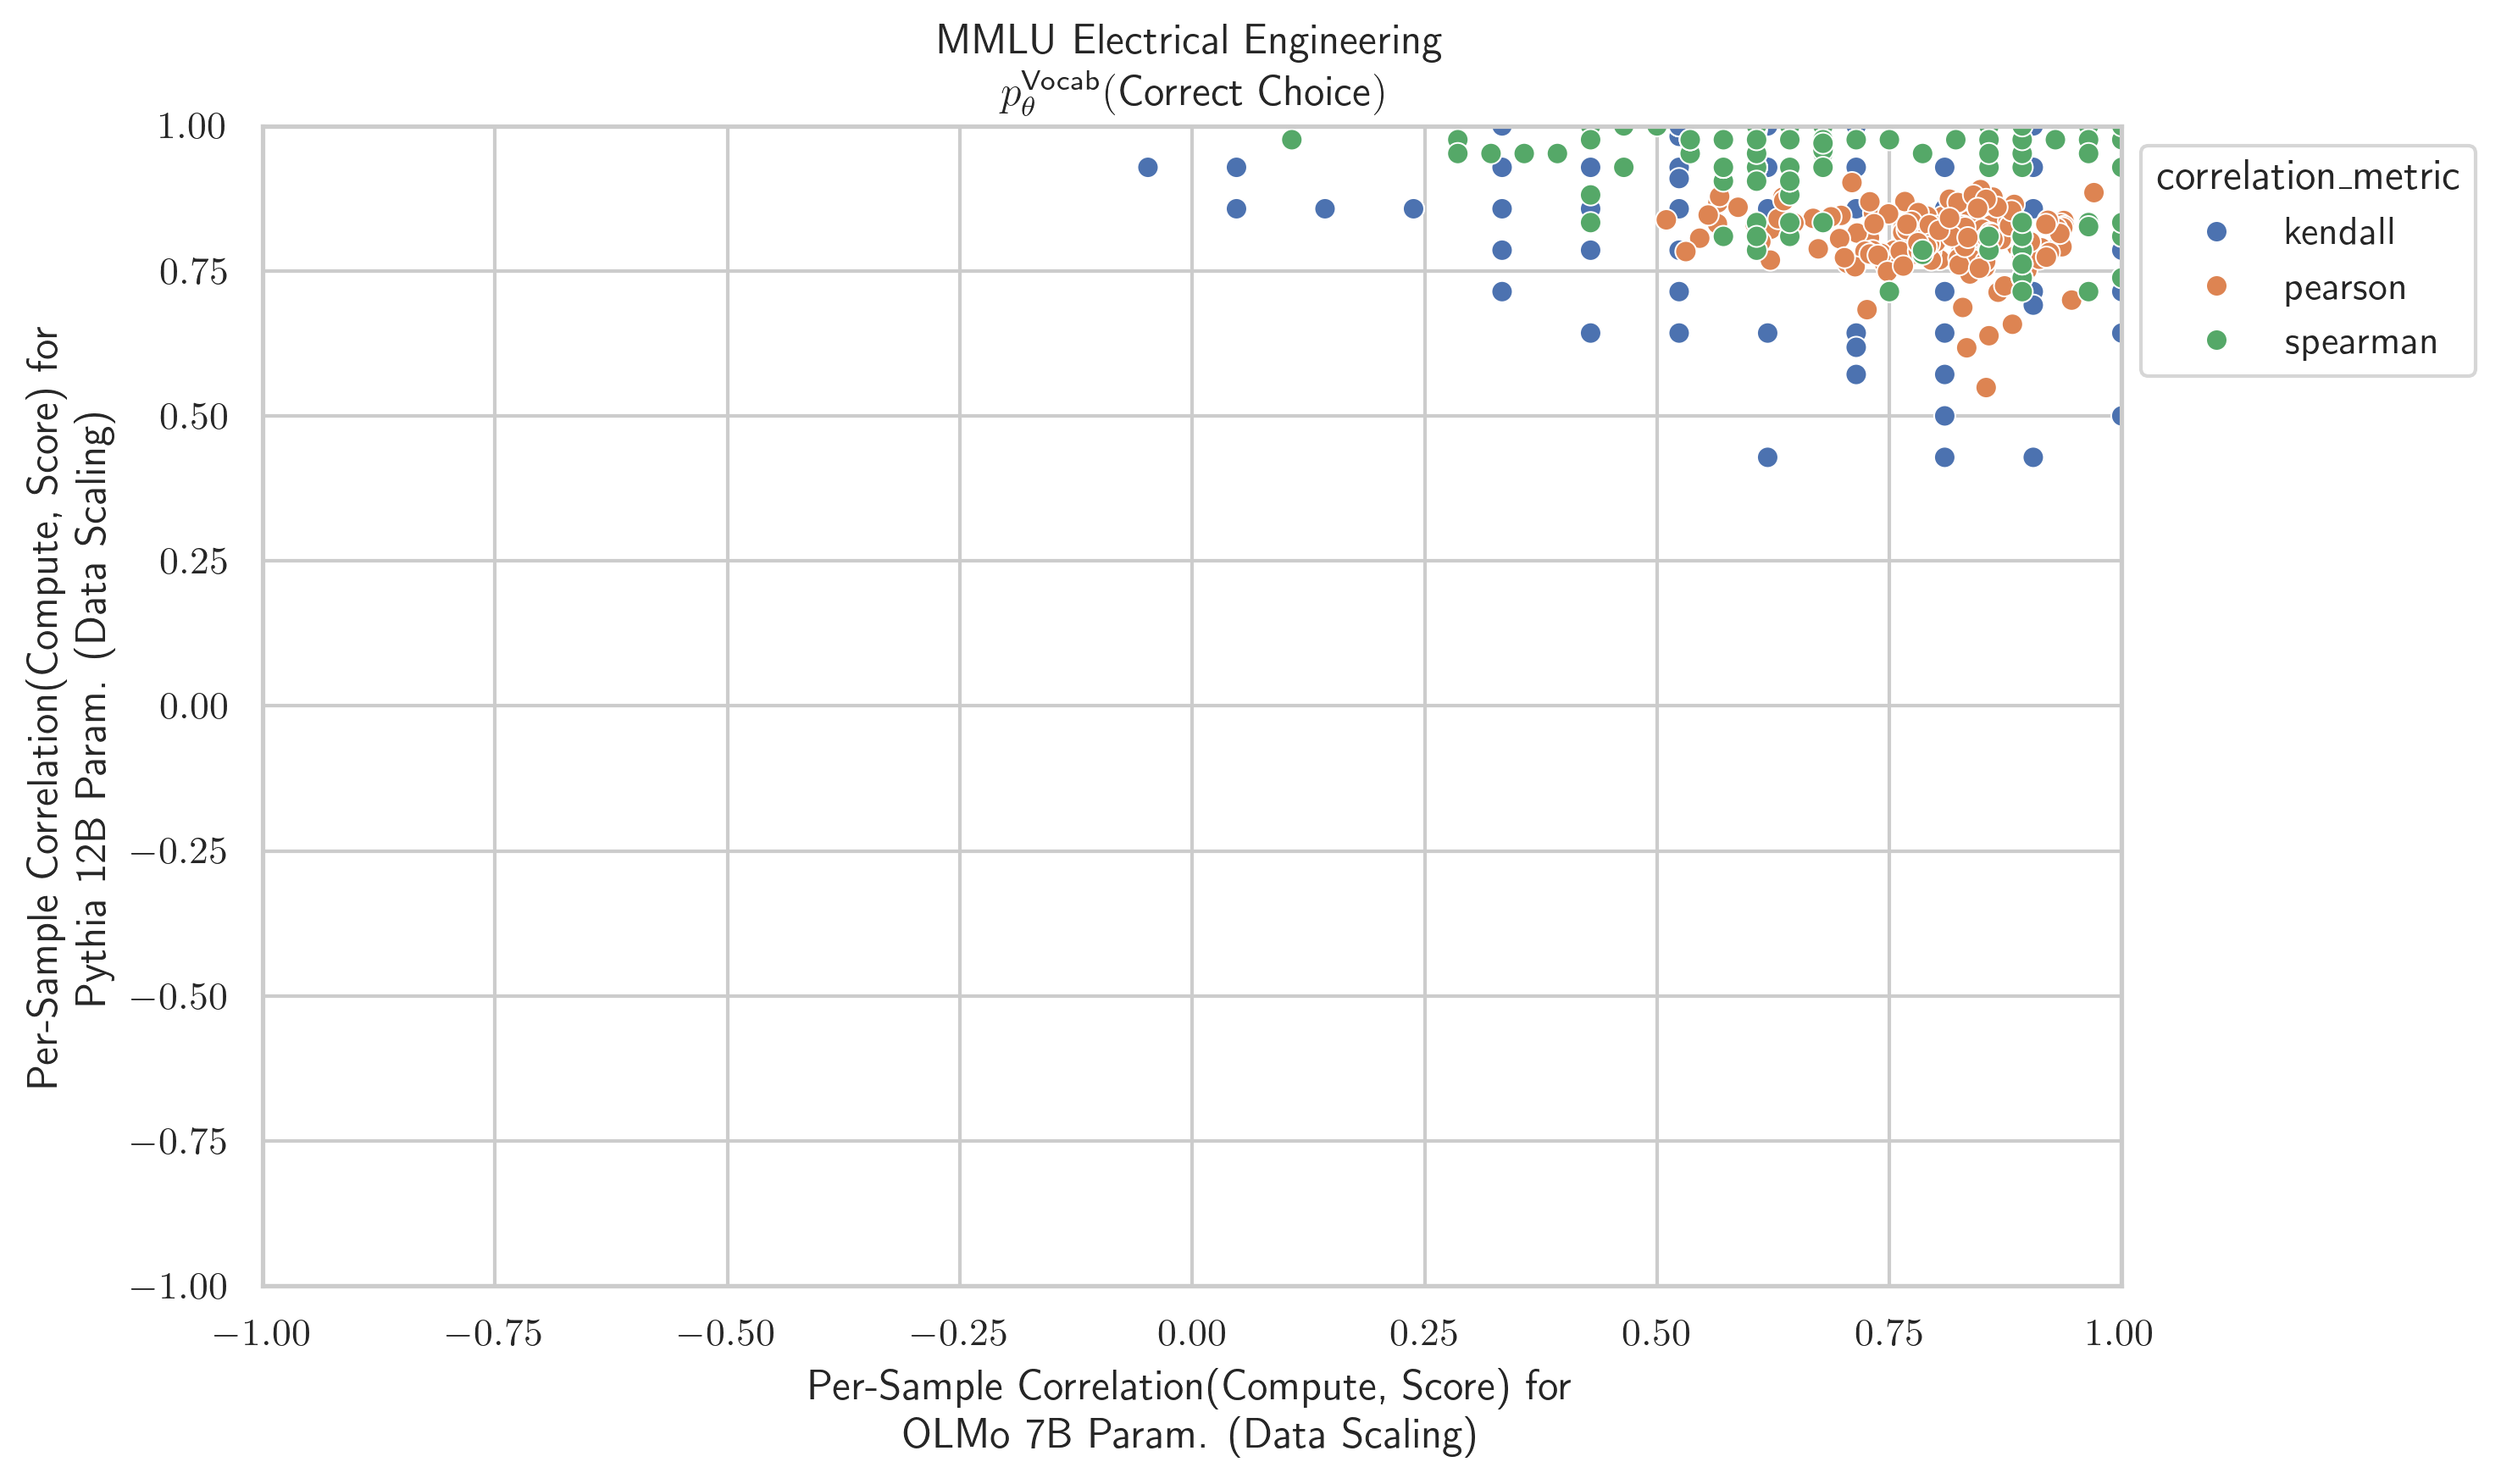 MMLU Electrical Engineering
p_θ^Vocab(Correct Choice)
1.00
0.75
0.50
0.25
0.00
−0.25
−0.50
−0.75
−1.00
Per-Sample Correlation(Compute, Score) for
Pythia 12B Param. (Data Scaling)
correlation_metric
kendall
pearson
spearman
−1.00 −0.75 −0.50 −0.25 0.00 0.25 0.50 0.75 1.00
Per-Sample Correlation(Compute, Score) for
OLMo 7B Param. (Data Scaling)